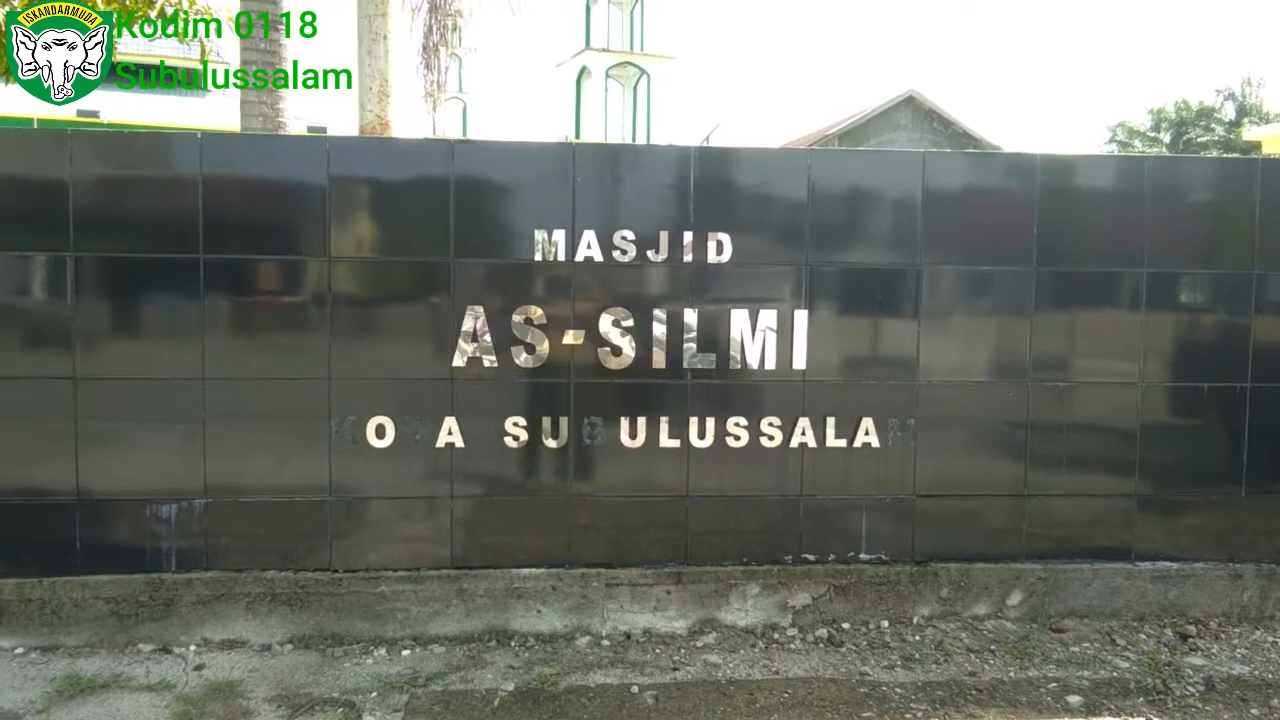 ISKANDARMUDA
Kodim 0118
Subulussalam
MASJID
AS-SILMI
KOTA SUBULUSSALAM